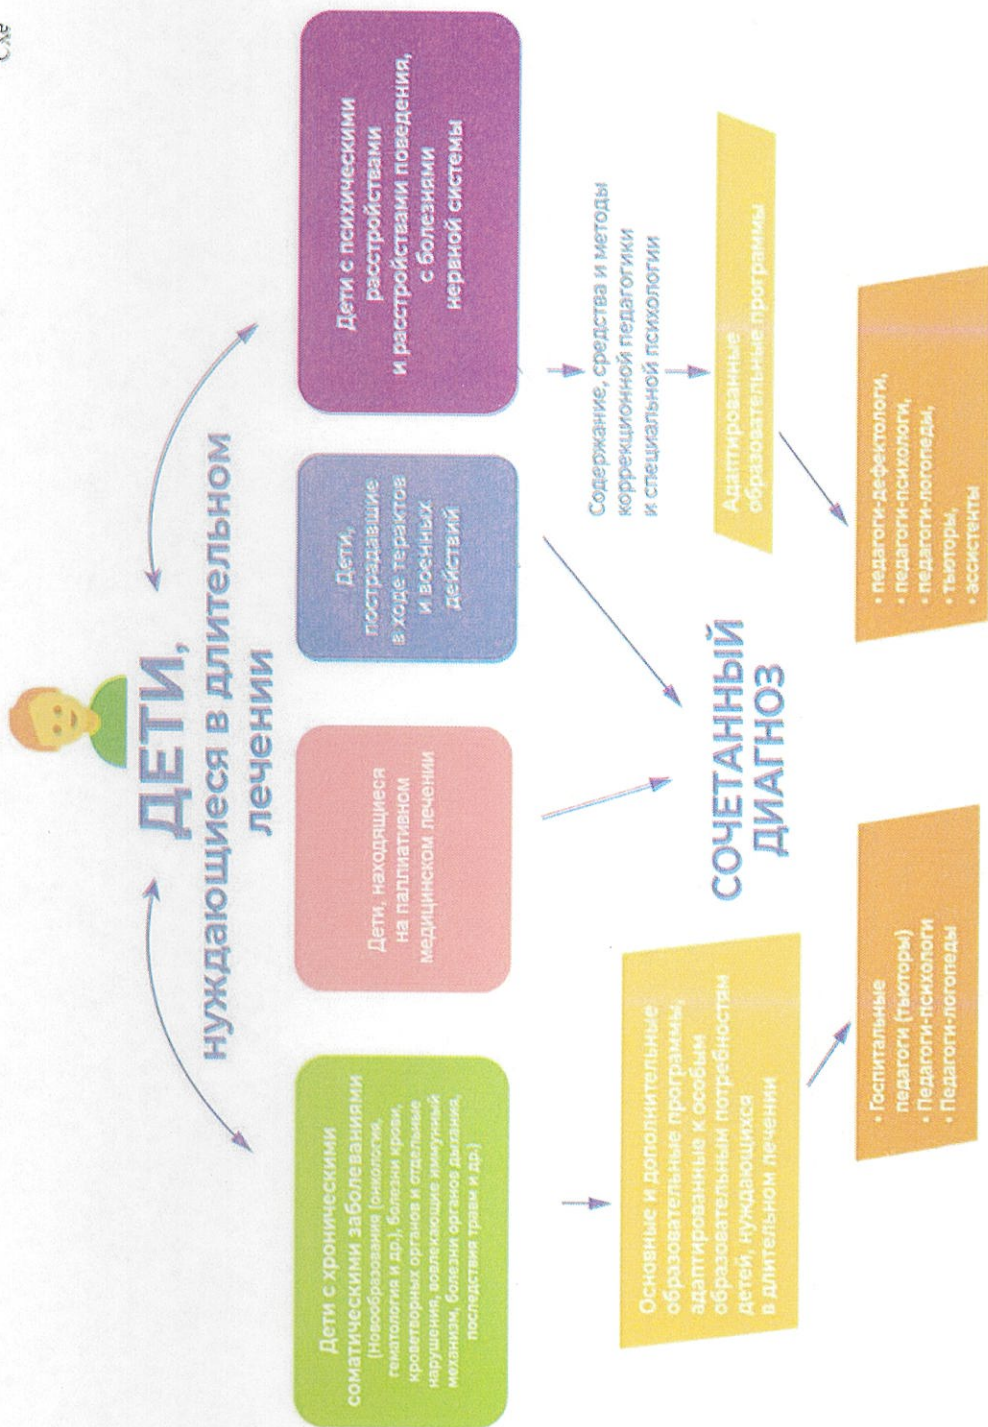 ДЕТИ,
нуждающиеся в длительном
лечении
Дети с хроническими
соматическими заболеваниями
(Новообразования (онкология,
гематология и др.), болезни крови,
кроветворных органов и отдельные
нарушения, вовлекающие иммунный
механизм, болезни органов дыхания,
последствия травм и др.)
Дети, находящиеся
на паллиативном
медицинском лечении
Дети,
пострадавшие
в ходе терактов
и военных
действий
Дети с психическими
расстройствами
и расстройствами поведения,
с болезнями
нервной системы
Основные и дополнительные
образовательные программы,
адаптированные к особым
образовательным потребностям
детей, нуждающихся
в длительном лечении
СОЧЕТАННЫЙ
ДИАГНОЗ
Содержание, средства и методы
коррекционной педагогики
и специальной психологии
Адаптированные
образовательные программы
• Госпитальные
педагоги (тьюторы)
• Педагоги-психологи
• Педагоги-логопеды
• педагоги-дефектологи,
• педагоги-психологи,
• педагоги-логопеды,
• тьюторы,
• ассистенты